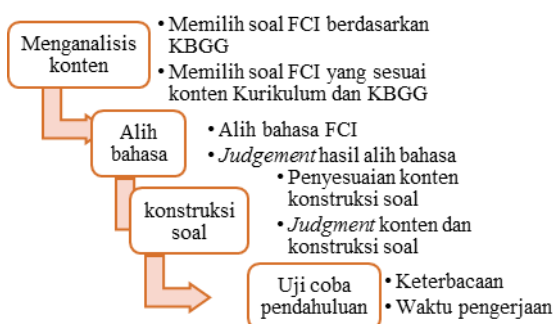 Menganalisis
konten
• Memilih soal FCI berdasarkan
KBGG
• Memilih soal FCI yang sesuai
konten Kurikulum dan KBGG
Alih
bahasa
• Alih bahasa FCI
• Judgement hasil alih bahasa
konstruksi
soal
• Penyesuaian konten
konstruksi soal
• Judgment konten dan
konstruksi soal
Uji coba
pendahuluan
• Keterbacaan
• Waktu pengerjaan